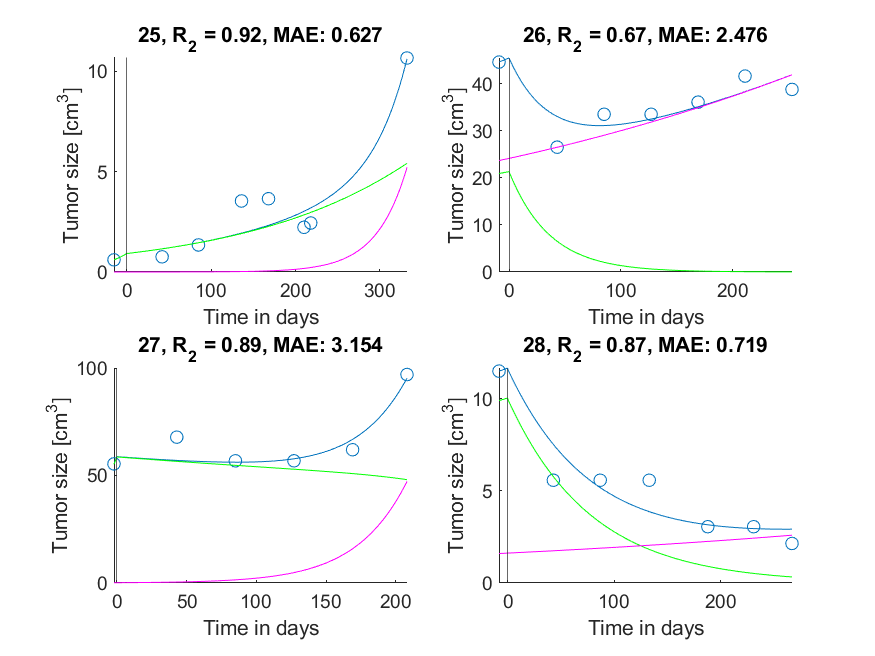 25, R₂ = 0.92, MAE: 0.627
Tumor size [cm³]
10
5
0
0 100 200 300
Time in days
26, R₂ = 0.67, MAE: 2.476
Tumor size [cm³]
40
30
20
10
0
0 100 200
Time in days
27, R₂ = 0.89, MAE: 3.154
Tumor size [cm³]
100
50
0
0 50 100 150 200
Time in days
28, R₂ = 0.87, MAE: 0.719
Tumor size [cm³]
10
5
0
0 100 200
Time in days